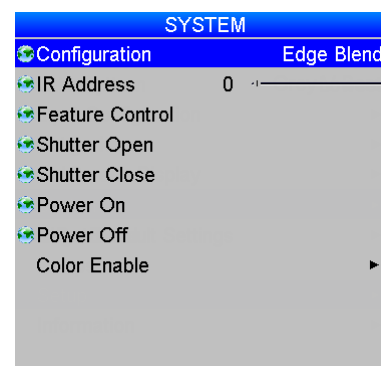 SYSTEM
Configuration Edge Blend
IR Address 0
Feature Control
Shutter Open
Shutter Close
Power On
Power Off
Color Enable